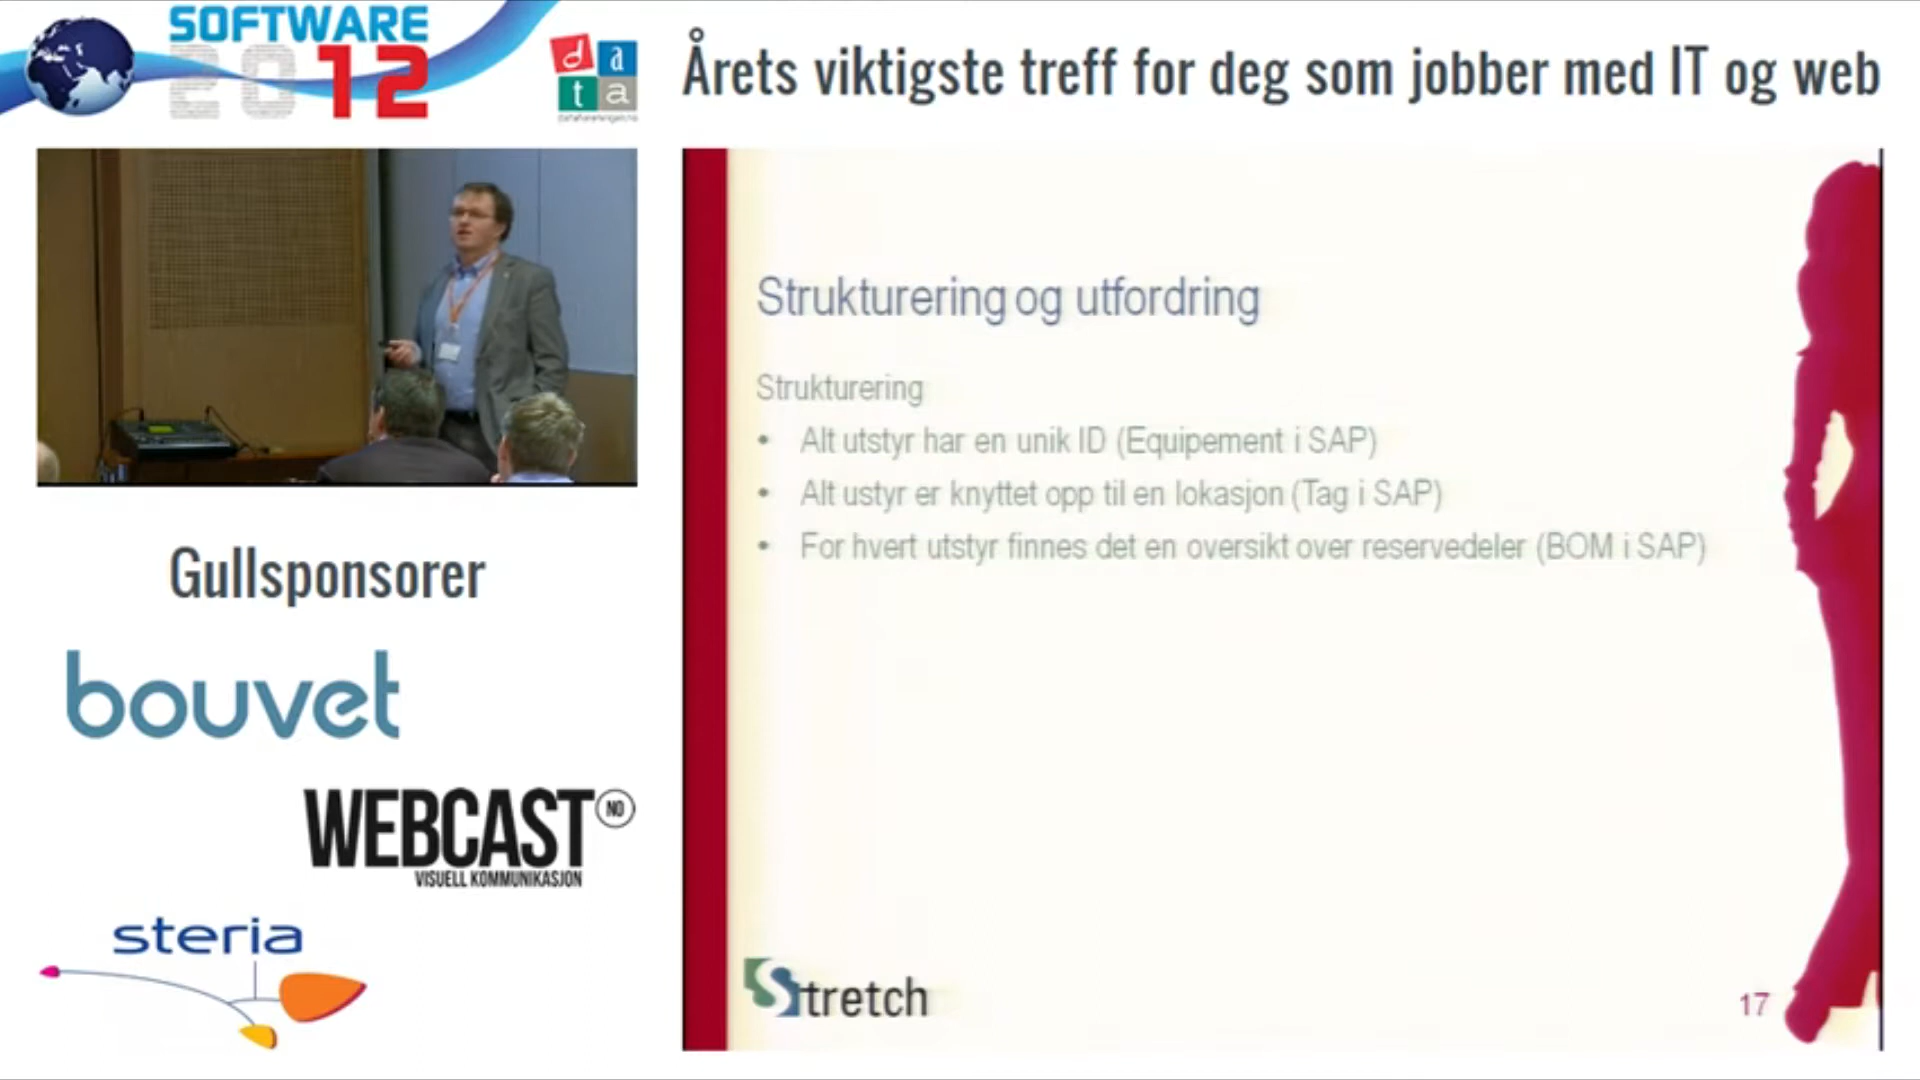 SOFTWARE
2012
data
Årets viktigste treff for deg som jobber med IT og web
Strukturering og utfordring
Strukturering
• Alt utstyr har en unik ID (Equipement i SAP)
• Alt ustyr er knyttet opp til en lokasjon (Tag i SAP)
• For hvert utstyr finnes det en oversikt over reservedeler (BOM i SAP)
Stretch
17
Gullsponsorer
bouvet
WEBCAST NO
VISUELL KOMMUNIKASJON
steria